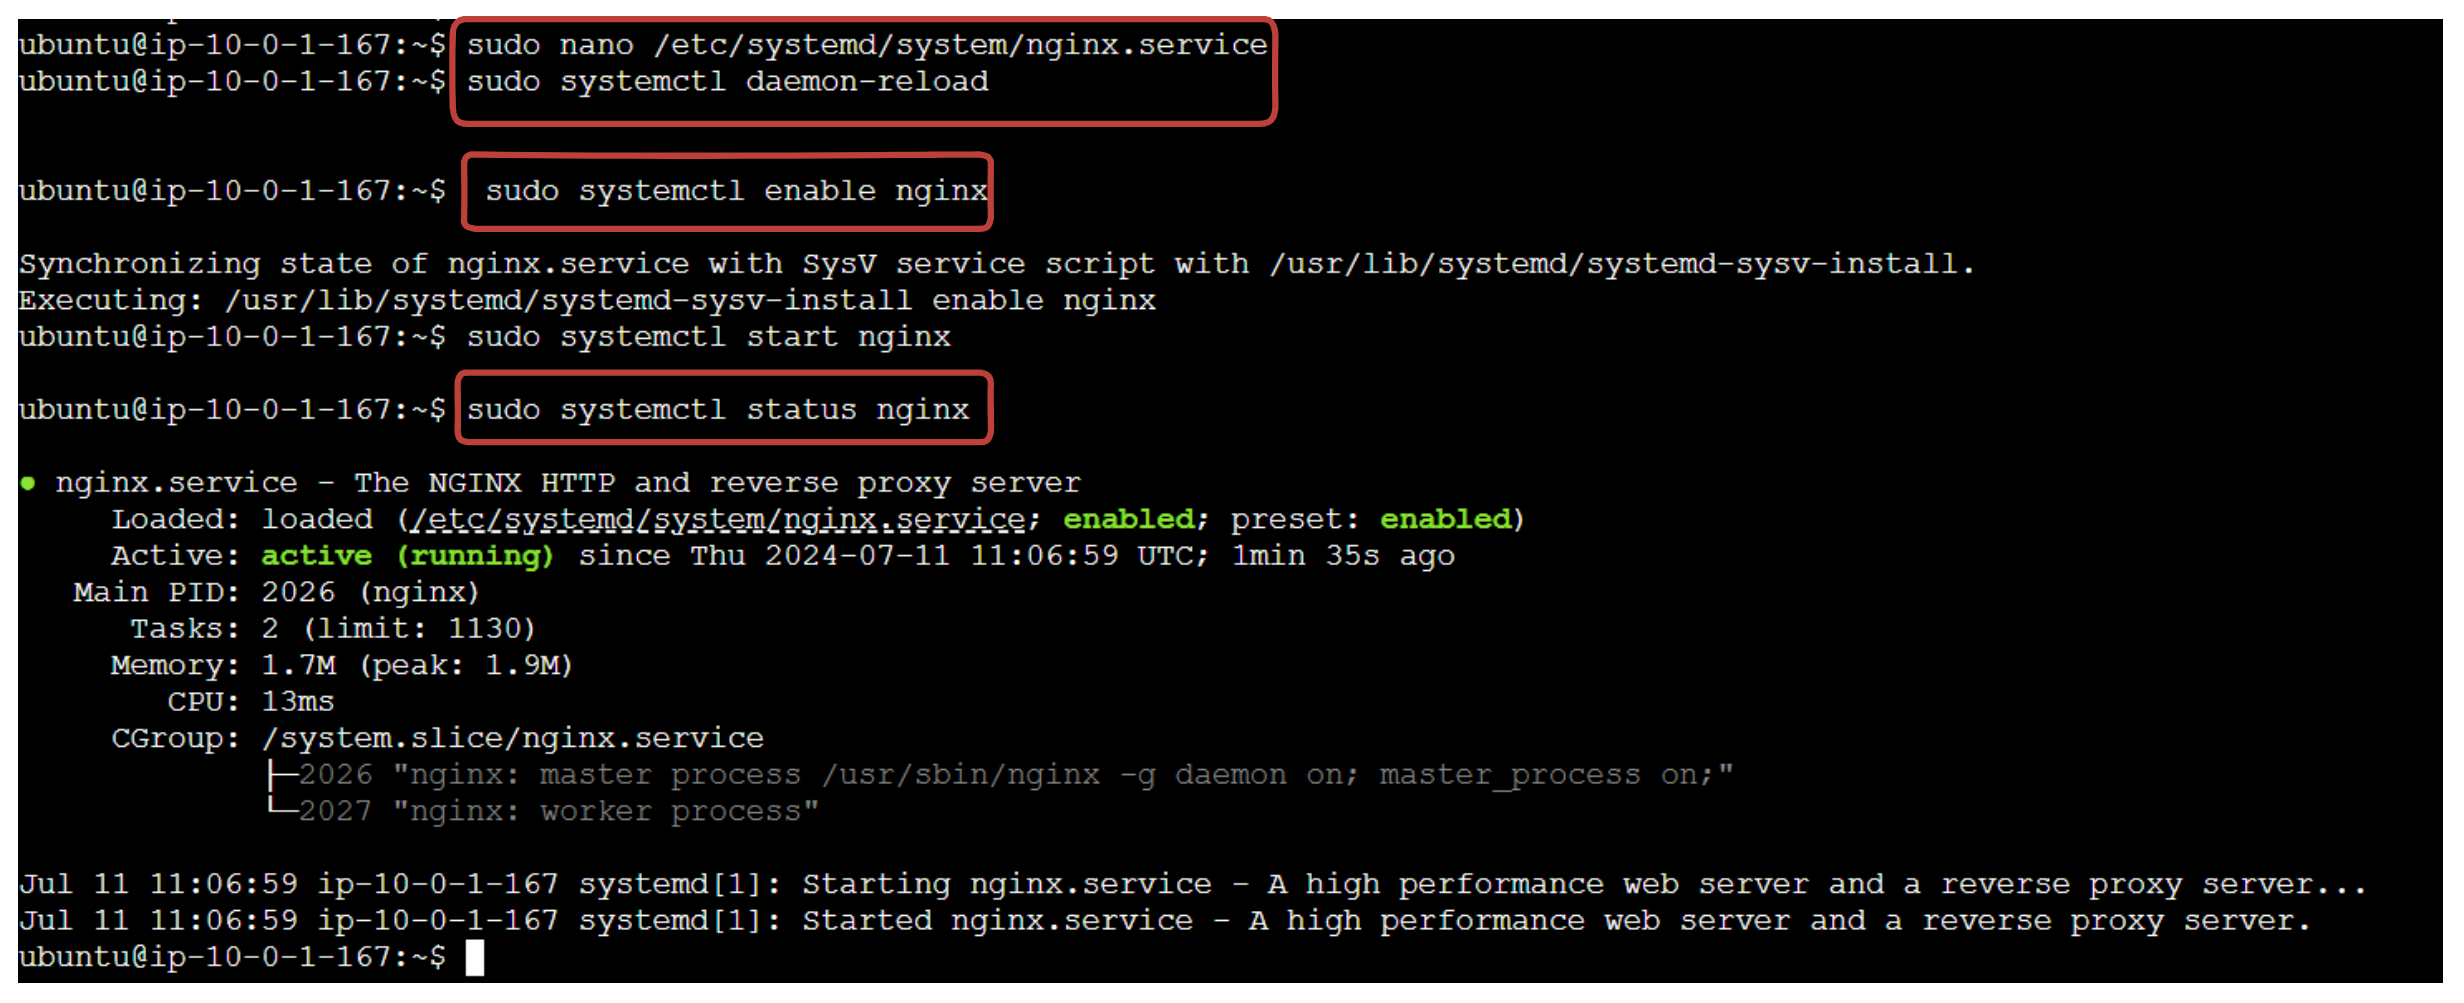 ubuntu@ip-10-0-1-167:~$ sudo nano /etc/systemd/system/nginx.service
ubuntu@ip-10-0-1-167:~$ sudo systemctl daemon-reload
ubuntu@ip-10-0-1-167:~$  sudo systemctl enable nginx
Synchronizing state of nginx.service with SysV service script with /usr/lib/systemd/systemd-sysv-install.
Executing: /usr/lib/systemd/systemd-sysv-install enable nginx
ubuntu@ip-10-0-1-167:~$ sudo systemctl start nginx
ubuntu@ip-10-0-1-167:~$ sudo systemctl status nginx
● nginx.service - The NGINX HTTP and reverse proxy server
     Loaded: loaded (/etc/systemd/system/nginx.service; enabled; preset: enabled)
     Active: active (running) since Thu 2024-07-11 11:06:59 UTC; 1min 35s ago
   Main PID: 2026 (nginx)
      Tasks: 2 (limit: 1130)
     Memory: 1.7M (peak: 1.9M)
        CPU: 13ms
     CGroup: /system.slice/nginx.service
             ├─2026 "nginx: master process /usr/sbin/nginx -g daemon on; master_process on;"
             └─2027 "nginx: worker process"
Jul 11 11:06:59 ip-10-0-1-167 systemd[1]: Starting nginx.service - A high performance web server and a reverse proxy server...
Jul 11 11:06:59 ip-10-0-1-167 systemd[1]: Started nginx.service - A high performance web server and a reverse proxy server.
ubuntu@ip-10-0-1-167:~$